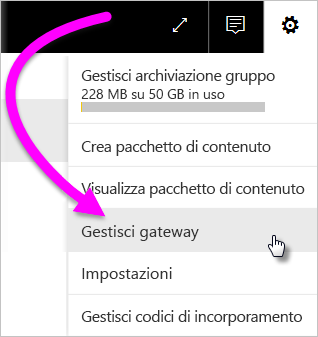 Gestisci archiviazione gruppo
228 MB su 50 GB in uso
Crea pacchetto di contenuto
Visualizza pacchetto di contenuto
Gestisci gateway
Impostazioni
Gestisci codici di incorporamento